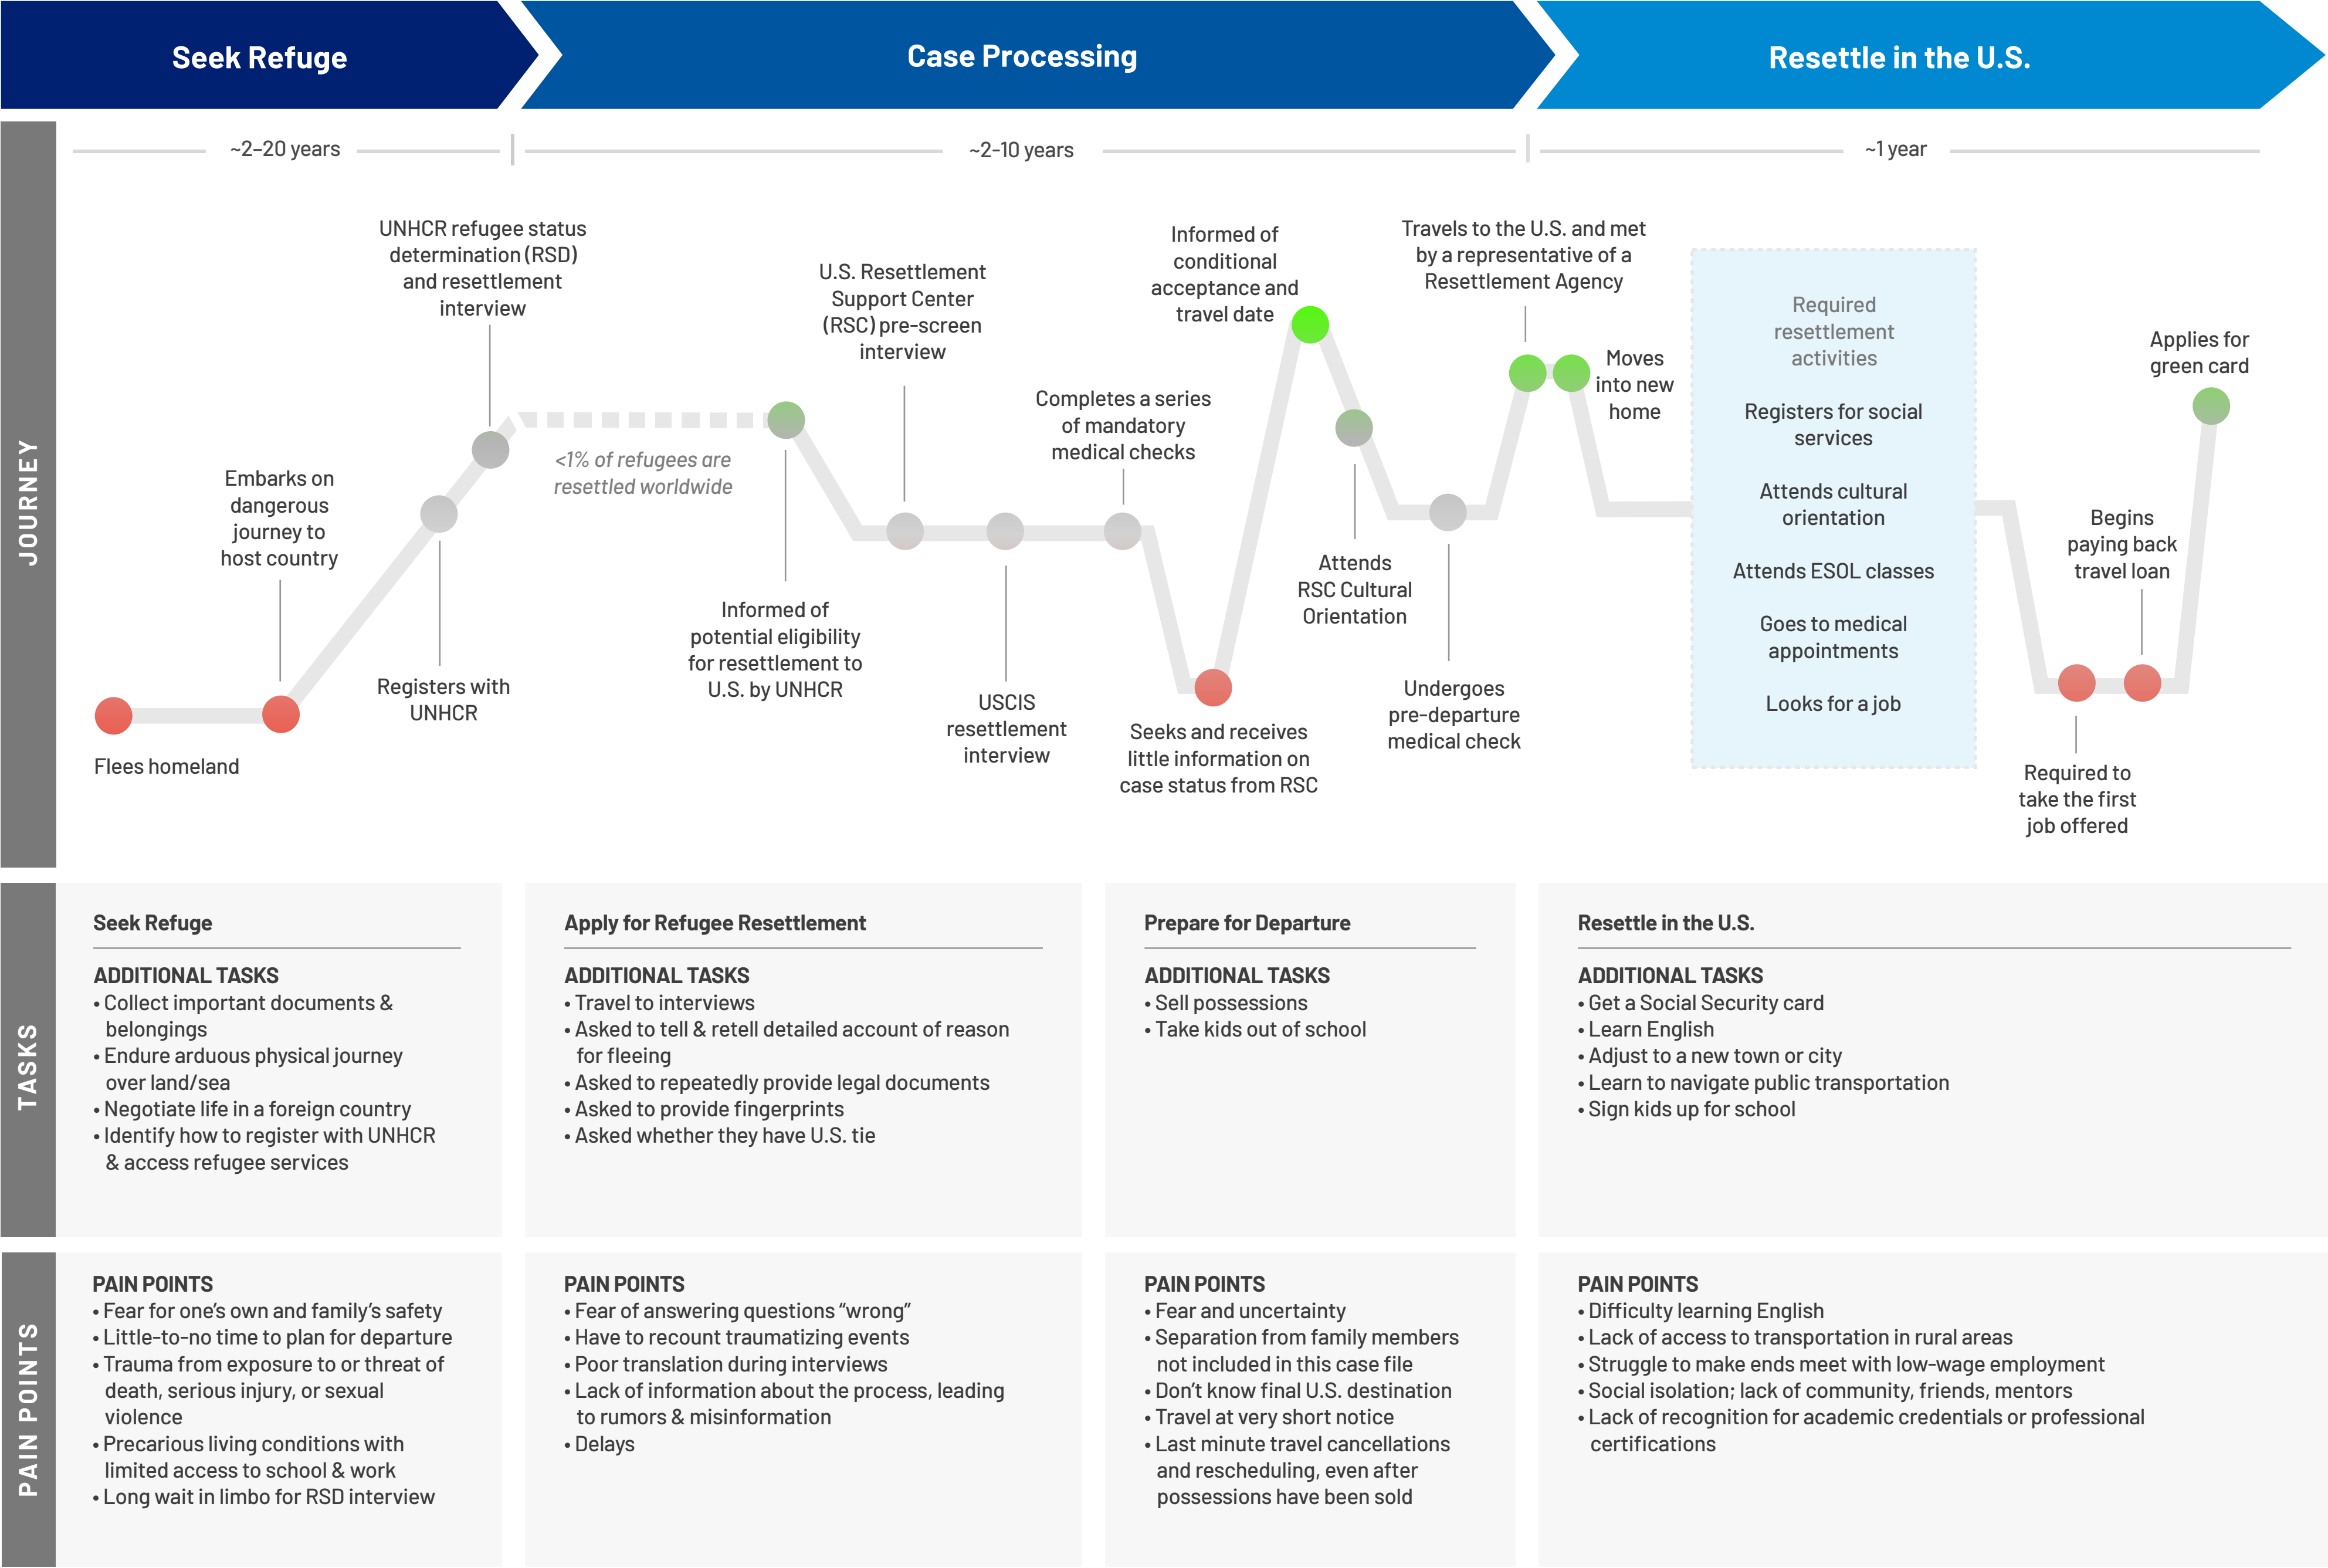 Seek Refuge
Case Processing
Resettle in the U.S.
JOURNEY
~2–20 years
~2-10 years
~1 year
Flees homeland
Embarks on
dangerous
journey to
host country
Registers with
UNHCR
UNHCR refugee status
determination (RSD)
and resettlement
interview
<1% of refugees are
resettled worldwide
Informed of
potential eligibility
for resettlement to
U.S. by UNHCR
U.S. Resettlement
Support Center
(RSC) pre-screen
interview
USCIS
resettlement
interview
Completes a series
of mandatory
medical checks
Seeks and receives
little information on
case status from RSC
Informed of
conditional
acceptance and
travel date
Attends
RSC Cultural
Orientation
Undergoes
pre-departure
medical check
Travels to the U.S. and met
by a representative of a
Resettlement Agency
Moves
into new
home
Required
resettlement
activities
Registers for social
services
Attends cultural
orientation
Attends ESOL classes
Goes to medical
appointments
Looks for a job
Required to
take the first
job offered
Begins
paying back
travel loan
Applies for
green card
TASKS
Seek Refuge
ADDITIONAL TASKS
• Collect important documents &
belongings
• Endure arduous physical journey
over land/sea
• Negotiate life in a foreign country
• Identify how to register with UNHCR
& access refugee services
Apply for Refugee Resettlement
ADDITIONAL TASKS
• Travel to interviews
• Asked to tell & retell detailed account of reason
for fleeing
• Asked to repeatedly provide legal documents
• Asked to provide fingerprints
• Asked whether they have U.S. tie
Prepare for Departure
ADDITIONAL TASKS
• Sell possessions
• Take kids out of school
Resettle in the U.S.
ADDITIONAL TASKS
• Get a Social Security card
• Learn English
• Adjust to a new town or city
• Learn to navigate public transportation
• Sign kids up for school
PAIN POINTS
PAIN POINTS
• Fear for one’s own and family’s safety
• Little-to-no time to plan for departure
• Trauma from exposure to or threat of
death, serious injury, or sexual
violence
• Precarious living conditions with
limited access to school & work
• Long wait in limbo for RSD interview
PAIN POINTS
• Fear of answering questions “wrong”
• Have to recount traumatizing events
• Poor translation during interviews
• Lack of information about the process, leading
to rumors & misinformation
• Delays
PAIN POINTS
• Fear and uncertainty
• Separation from family members
not included in this case file
• Don’t know final U.S. destination
• Travel at very short notice
• Last minute travel cancellations
and rescheduling, even after
possessions have been sold
PAIN POINTS
• Difficulty learning English
• Lack of access to transportation in rural areas
• Struggle to make ends meet with low-wage employment
• Social isolation; lack of community, friends, mentors
• Lack of recognition for academic credentials or professional
certifications